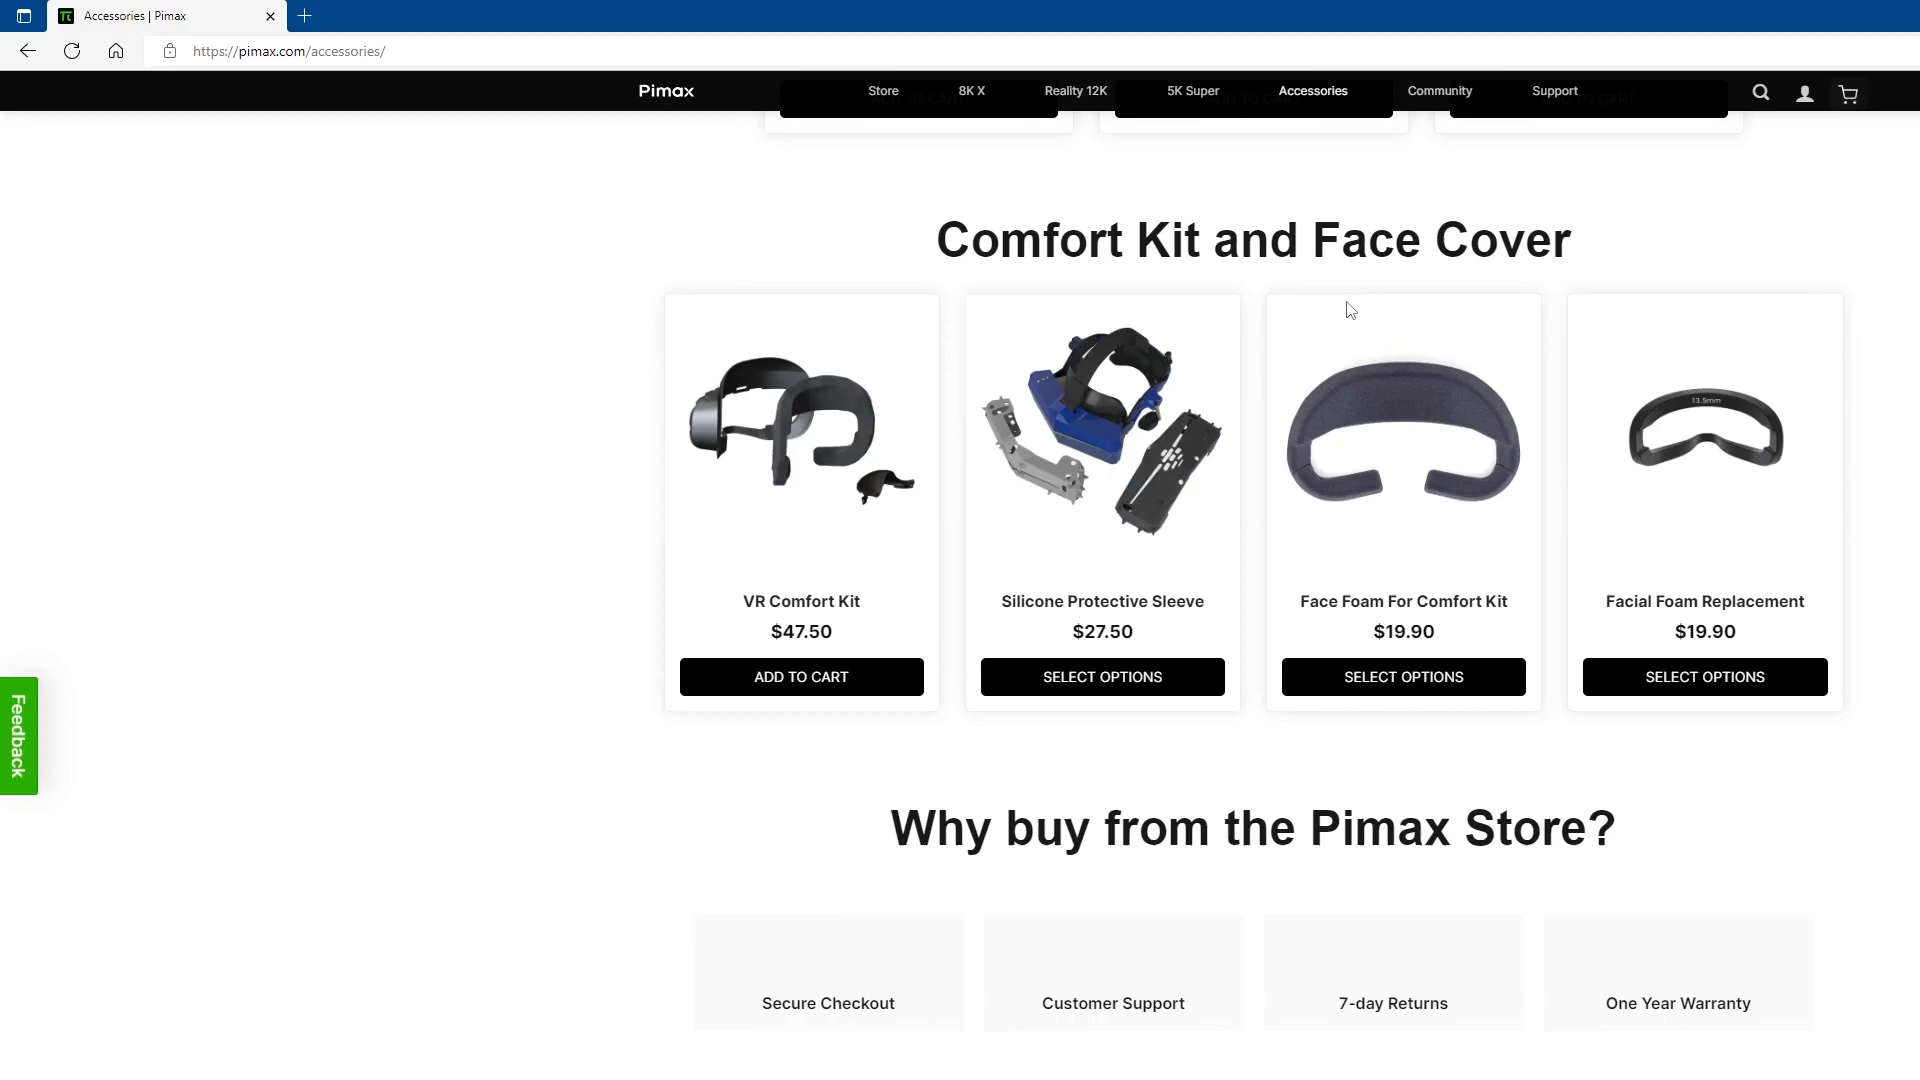 Accessories | Pimax
https://pimax.com/accessories/
Pimax
Store
8K X
Reality 12K
5K Super
Accessories
Community
Support
Comfort Kit and Face Cover
13.5mm
VR Comfort Kit
$47.50
ADD TO CART
Silicone Protective Sleeve
$27.50
SELECT OPTIONS
Face Foam For Comfort Kit
$19.90
SELECT OPTIONS
Facial Foam Replacement
$19.90
SELECT OPTIONS
Feedback
Why buy from the Pimax Store?
Secure Checkout
Customer Support
7-day Returns
One Year Warranty